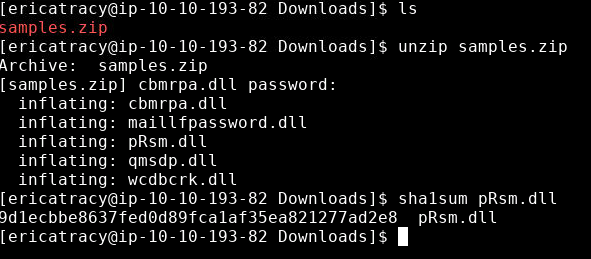 [ericatracy@ip-10-10-193-82 Downloads]$ ls
samples.zip
[ericatracy@ip-10-10-193-82 Downloads]$ unzip samples.zip
Archive:  samples.zip
[samples.zip] cbmrpa.dll password:
  inflating: cbmrpa.dll
  inflating: maillfpassword.dll
  inflating: pRsm.dll
  inflating: qmsdp.dll
  inflating: wcdbcrk.dll
[ericatracy@ip-10-10-193-82 Downloads]$ sha1sum pRsm.dll
9d1ecbbe8637fed0d89fca1af35ea821277ad2e8  pRsm.dll
[ericatracy@ip-10-10-193-82 Downloads]$